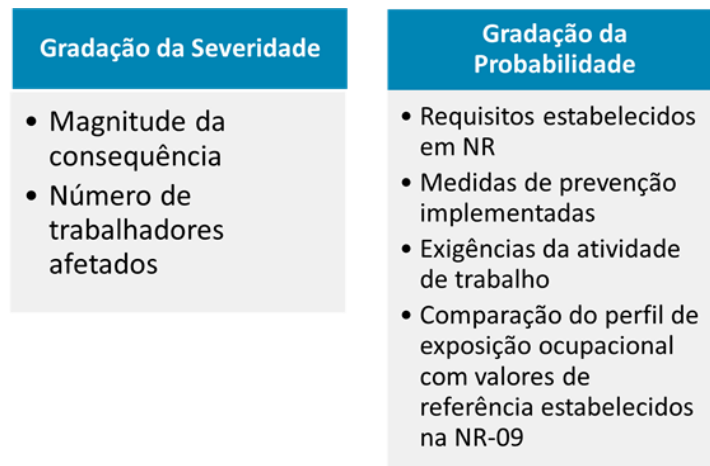 Gradação da Severidade
• Magnitude da
consequência
• Número de
trabalhadores
afetados
Gradação da
Probabilidade
• Requisitos estabelecidos
em NR
• Medidas de prevenção
implementadas
• Exigências da atividade
de trabalho
• Comparação do perfil de
exposição ocupacional
com valores de
referência estabelecidos
na NR-09